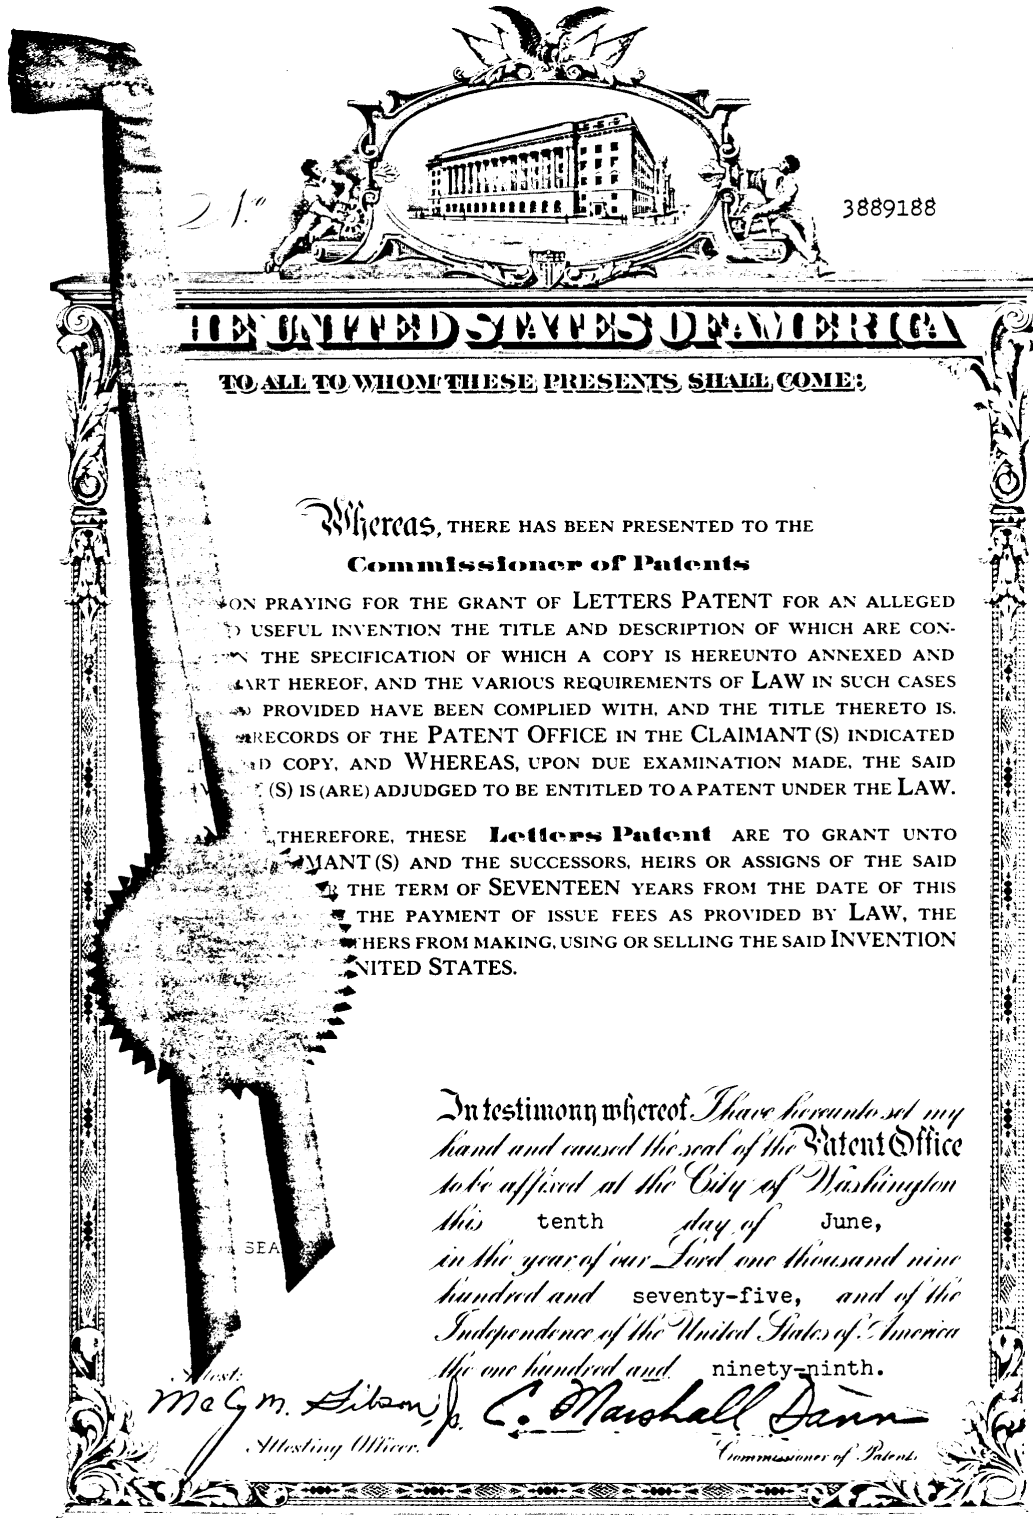 No.
3889188
HE UNITED STATES OF AMERICA
TO ALL TO WHOM THESE PRESENTS SHALL COME:
Whereas, THERE HAS BEEN PRESENTED TO THE
Commissioner of Patents
ON PRAYING FOR THE GRANT OF LETTERS PATENT FOR AN ALLEGED
USEFUL INVENTION THE TITLE AND DESCRIPTION OF WHICH ARE CON-
THE SPECIFICATION OF WHICH A COPY IS HEREUNTO ANNEXED AND
ART HEREOF, AND THE VARIOUS REQUIREMENTS OF LAW IN SUCH CASES
PROVIDED HAVE BEEN COMPLIED WITH, AND THE TITLE THERETO IS,
RECORDS OF THE PATENT OFFICE IN THE CLAIMANT(S) INDICATED
D COPY, AND WHEREAS, UPON DUE EXAMINATION MADE, THE SAID
(S) IS (ARE) ADJUDGED TO BE ENTITLED TO A PATENT UNDER THE LAW.
THEREFORE, THESE Letters Patent ARE TO GRANT UNTO
MANT(S) AND THE SUCCESSORS, HEIRS OR ASSIGNS OF THE SAID
THE TERM OF SEVENTEEN YEARS FROM THE DATE OF THIS
THE PAYMENT OF ISSUE FEES AS PROVIDED BY LAW, THE
THERS FROM MAKING, USING OR SELLING THE SAID INVENTION
NITED STATES.
In testimony whereof I have hereunto set my
hand and caused the seal of the Patent Office
to be affixed at the City of Washington
this tenth day of June,
in the year of our Lord one thousand nine
hundred and seventy-five, and of the
Independence of the United States of America
the one hundred and ninety-ninth.
SEA
Attest:
McCoy M. Gibson, Jr.
C. Marshall Dann
Attesting Officer.
Commissioner of Patents.